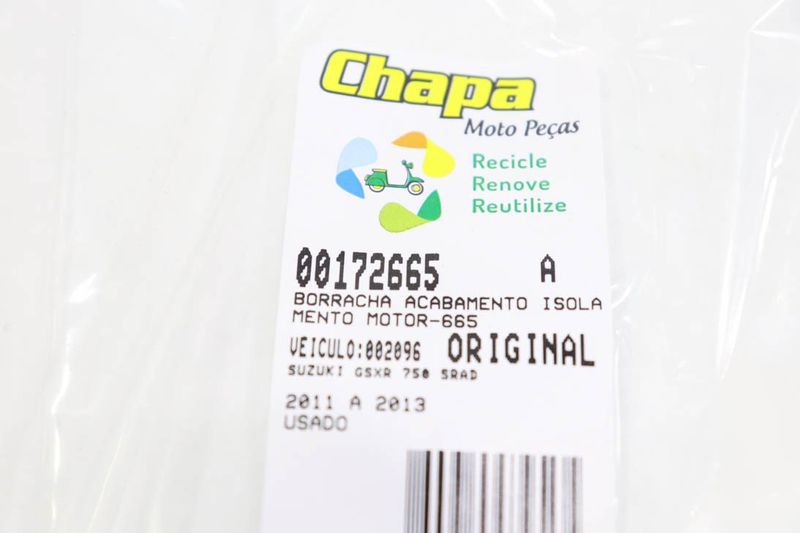 Chapa
Moto Peças
Recicle
Renove
Reutilize
00172665 A
BORRACHA ACABAMENTO ISOLA
MENTO MOTOR-665
VEICULO:002096 ORIGINAL
SUZUKI GSXR 750 SRAD
2011 A 2013
USADO